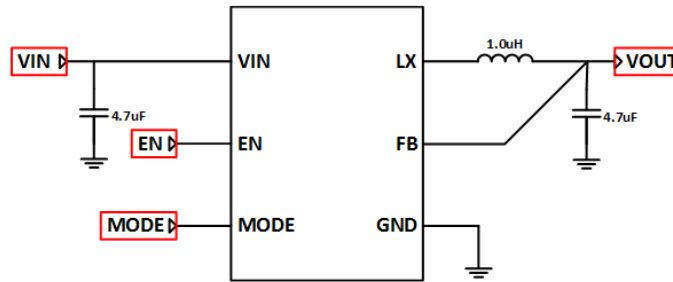 1.0uH
VIN
VIN
LX
VOUT
4.7uF
4.7uF
EN
EN
FB
MODE
MODE
GND